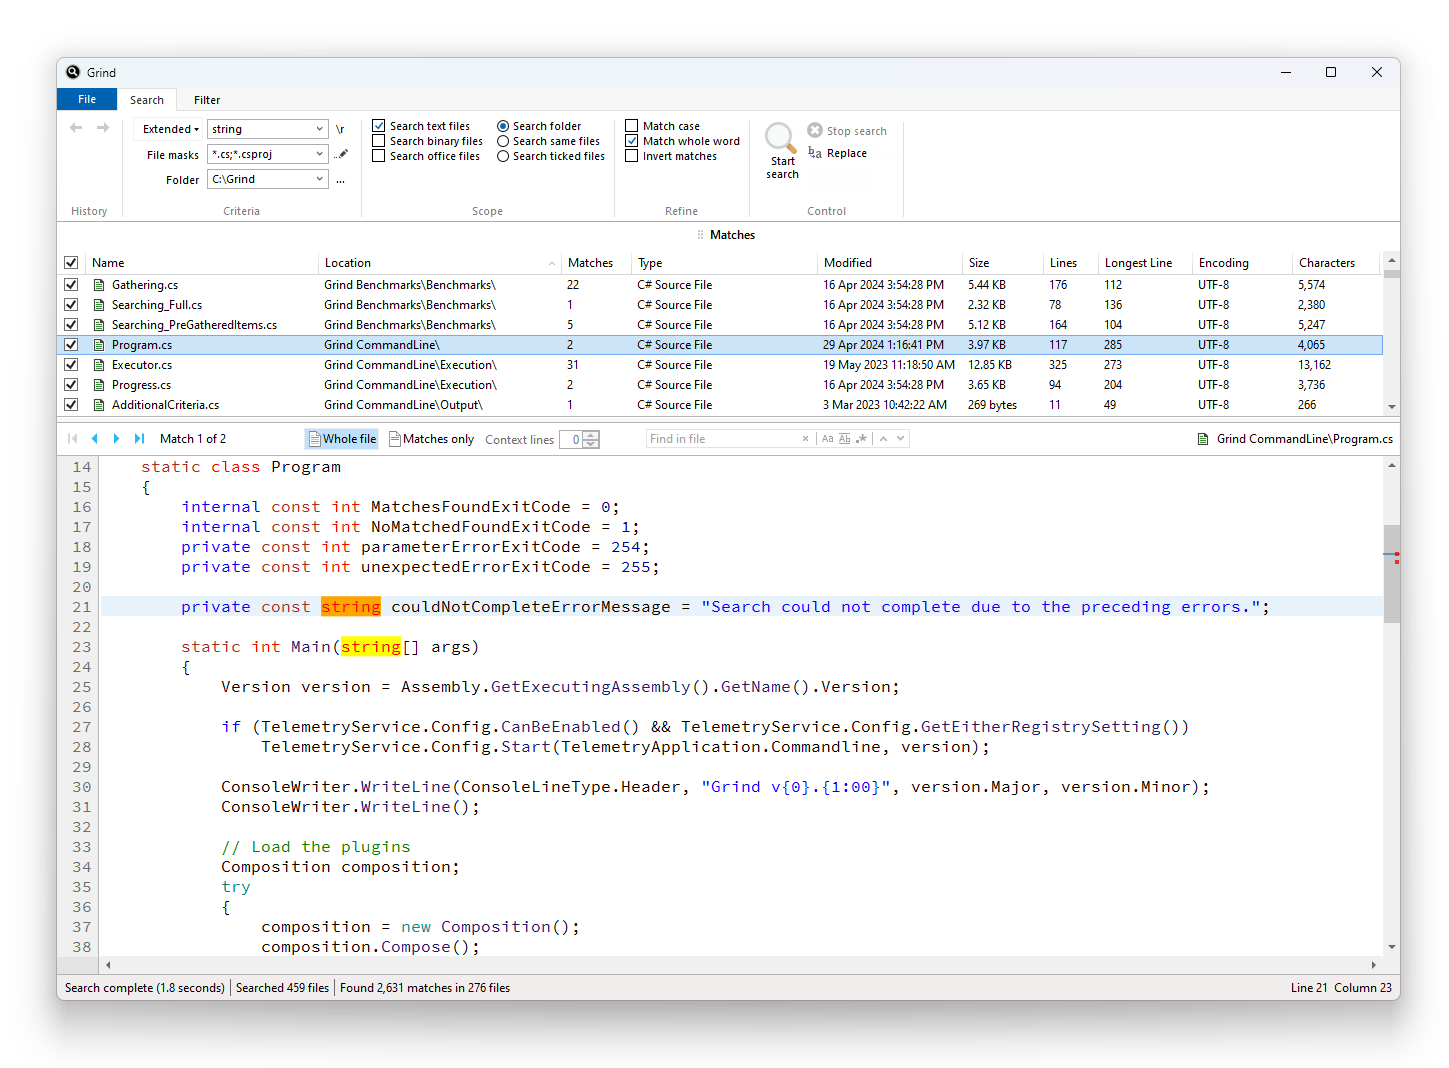 Grind
File Search Filter
Extended string \r
File masks *.cs;*.csproj ..
Folder C:\Grind ...
Search text files
Search binary files
Search office files
Search folder
Search same files
Search ticked files
Match case
Match whole word
Invert matches
Start
search
Stop search
Replace
History Criteria Scope Refine Control
Matches
Name Location Matches Type Modified Size Lines Longest Line Encoding Characters
Gathering.cs Grind Benchmarks\Benchmarks\ 22 C# Source File 16 Apr 2024 3:54:28 PM 5.44 KB 176 112 UTF-8 5,574
Searching_Full.cs Grind Benchmarks\Benchmarks\ 1 C# Source File 16 Apr 2024 3:54:28 PM 2.32 KB 78 136 UTF-8 2,380
Searching_PreGatheredItems.cs Grind Benchmarks\Benchmarks\ 5 C# Source File 16 Apr 2024 3:54:28 PM 5.12 KB 164 104 UTF-8 5,247
Program.cs Grind CommandLine\ 2 C# Source File 29 Apr 2024 1:16:41 PM 3.97 KB 117 285 UTF-8 4,065
Executor.cs Grind CommandLine\Execution\ 31 C# Source File 19 May 2023 11:18:50 AM 12.85 KB 325 273 UTF-8 13,162
Progress.cs Grind CommandLine\Execution\ 2 C# Source File 16 Apr 2024 3:54:28 PM 3.65 KB 94 204 UTF-8 3,736
AdditionalCriteria.cs Grind CommandLine\Output\ 1 C# Source File 3 Mar 2023 10:42:22 AM 269 bytes 11 49 UTF-8 266
Match 1 of 2 Whole file Matches only Context lines 0 Find in file × Aa Ab .* Grind CommandLine\Program.cs
14 static class Program
15 {
16 internal const int MatchesFoundExitCode = 0;
17 internal const int NoMatchedFoundExitCode = 1;
18 private const int parameterErrorExitCode = 254;
19 private const int unexpectedErrorExitCode = 255;
20
21 private const string couldNotCompleteErrorMessage = "Search could not complete due to the preceding errors.";
22
23 static int Main(string[] args)
24 {
25 Version version = Assembly.GetExecutingAssembly().GetName().Version;
26
27 if (TelemetryService.Config.CanBeEnabled() && TelemetryService.Config.GetEitherRegistrySetting())
28 TelemetryService.Config.Start(TelemetryApplication.Commandline, version);
29
30 ConsoleWriter.WriteLine(ConsoleLineType.Header, "Grind v{0}.{1:00}", version.Major, version.Minor);
31 ConsoleWriter.WriteLine();
32
33 // Load the plugins
34 Composition composition;
35 try
36 {
37 composition = new Composition();
38 composition.Compose();
Search complete (1.8 seconds) Searched 459 files Found 2,631 matches in 276 files Line 21 Column 23